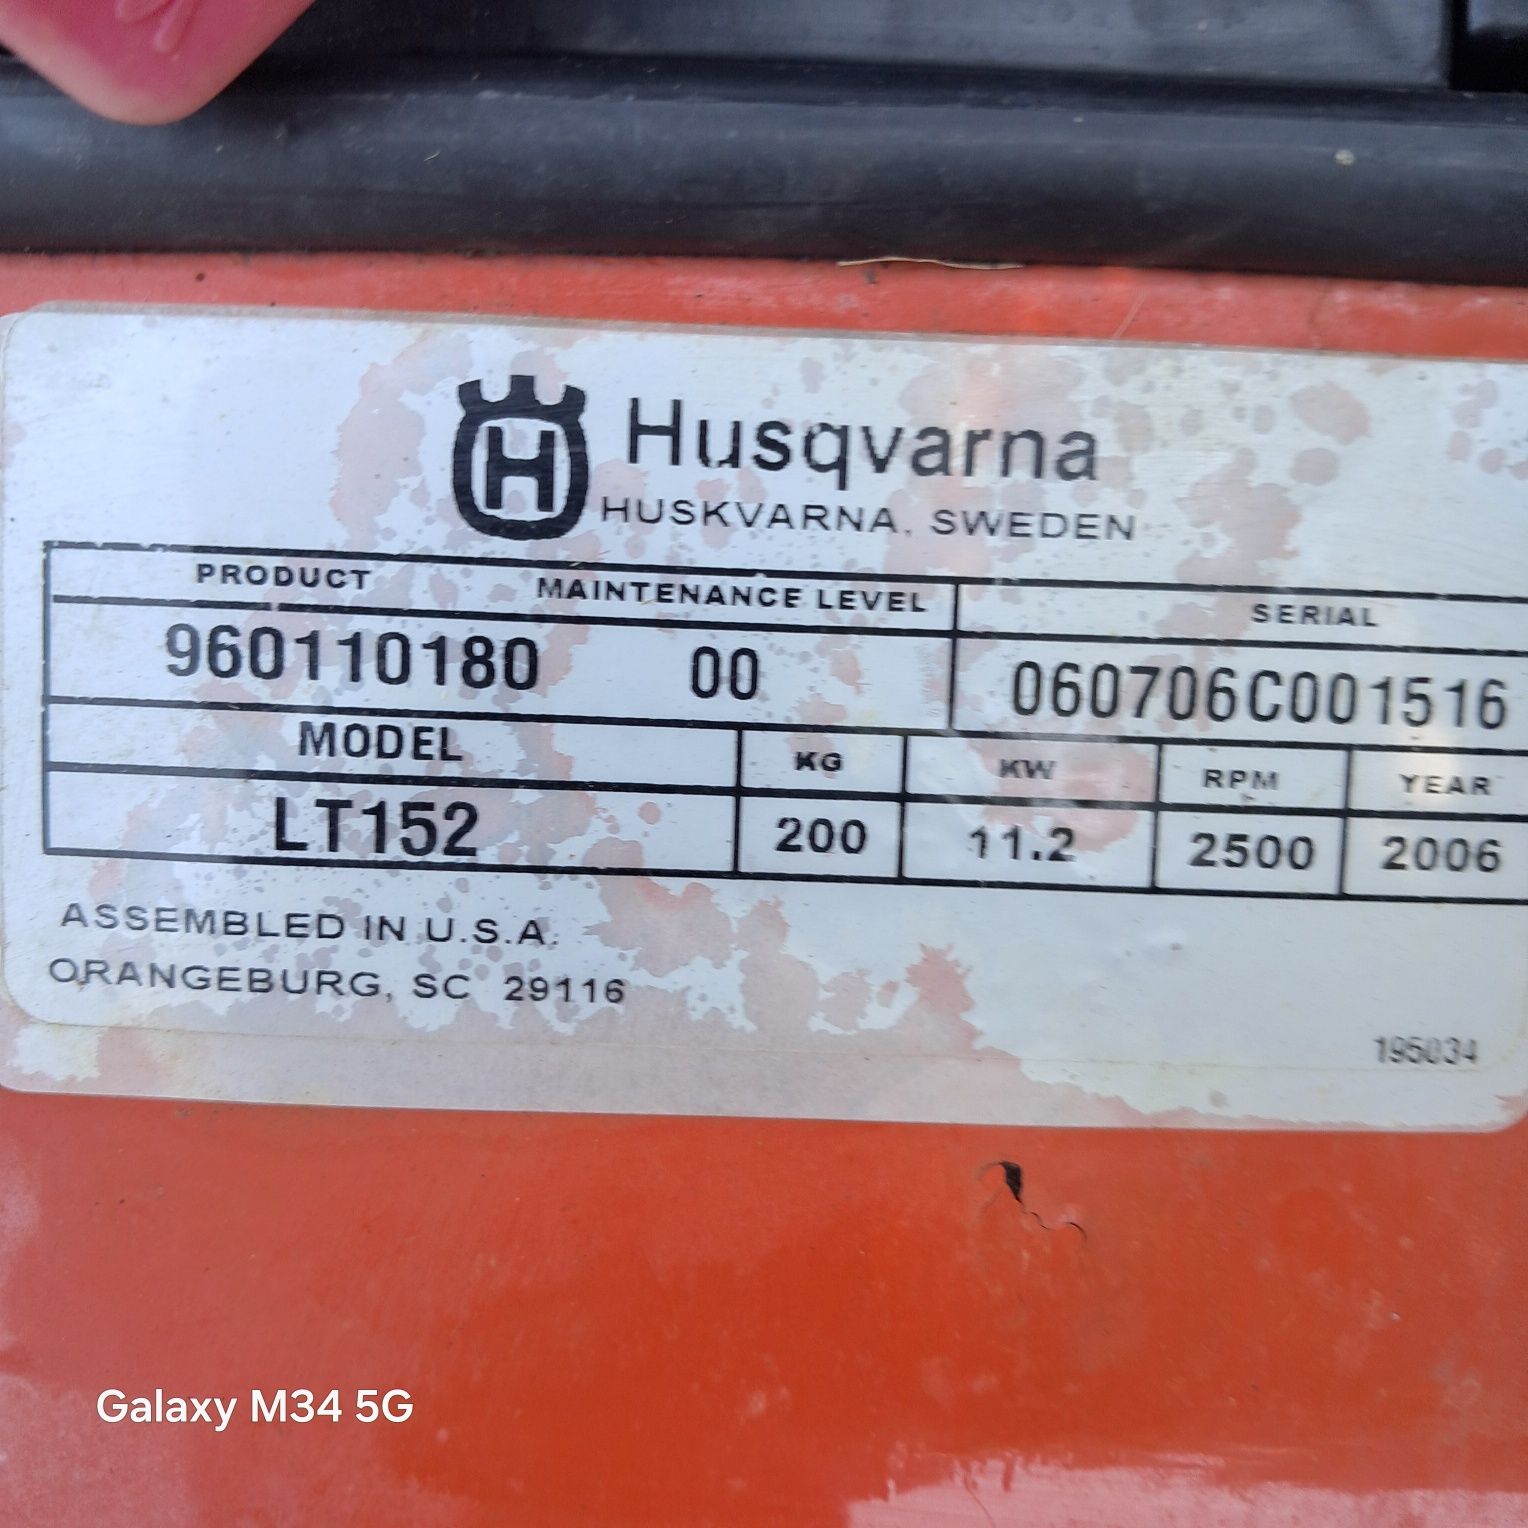 H Husqvarna
HUSKVARNA, SWEDEN
PRODUCT MAINTENANCE LEVEL SERIAL
960110180 00 060706C001516
MODEL KG KW RPM YEAR
LT152 200 11.2 2500 2006
ASSEMBLED IN U.S.A.
ORANGEBURG, SC 29116
195034
Galaxy M34 5G